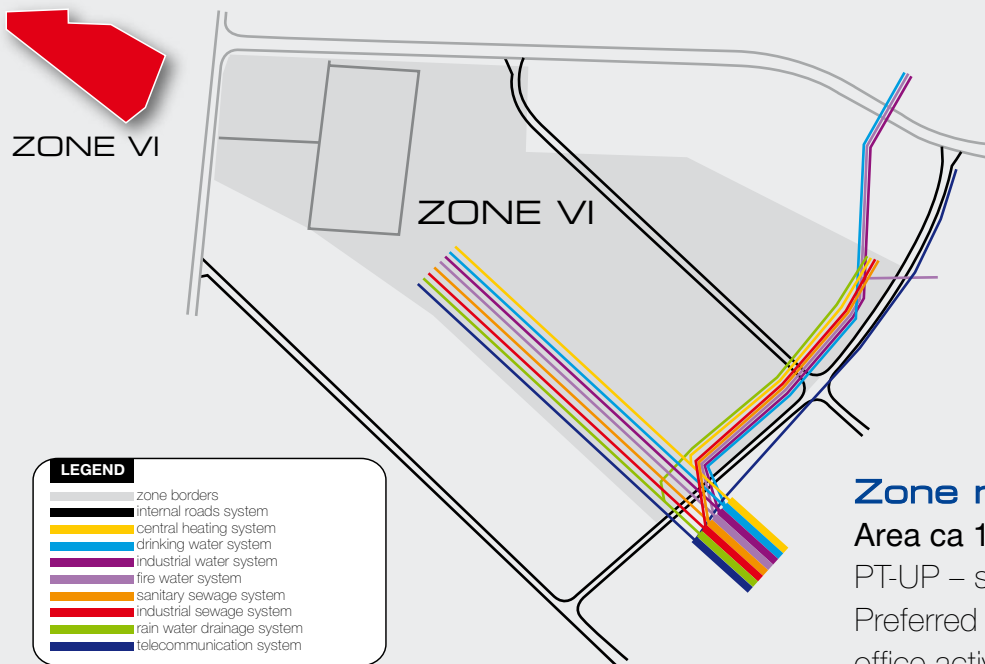 ZONE VI
ZONE VI
LEGEND
zone borders
internal roads system
central heating system
drinking water system
industrial water system
fire water system
sanitary sewage system
industrial sewage system
rain water drainage system
telecommunication system
Zone
Area ca 1
PT-UP – s
Preferred
office